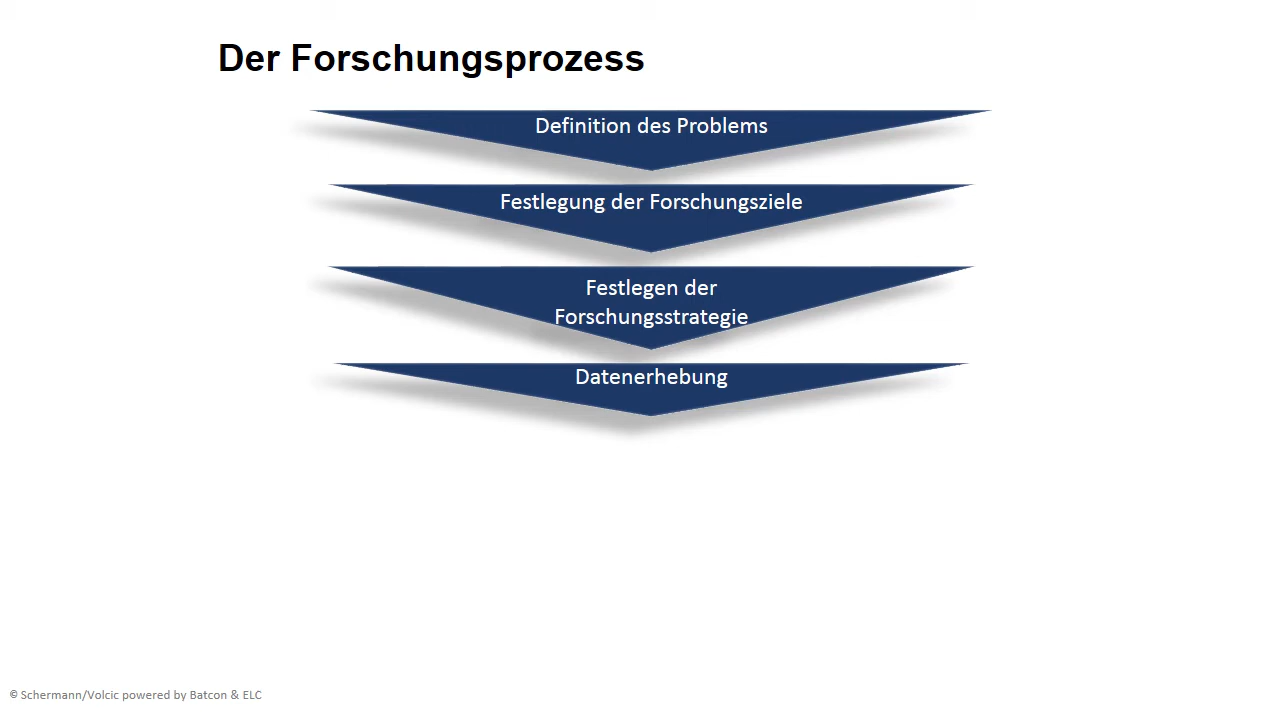 Der Forschungsprozess
Definition des Problems
Festlegung der Forschungsziele
Festlegen der
Forschungsstrategie
Datenerhebung
© Schermann/Volcic powered by Batcon & ELC